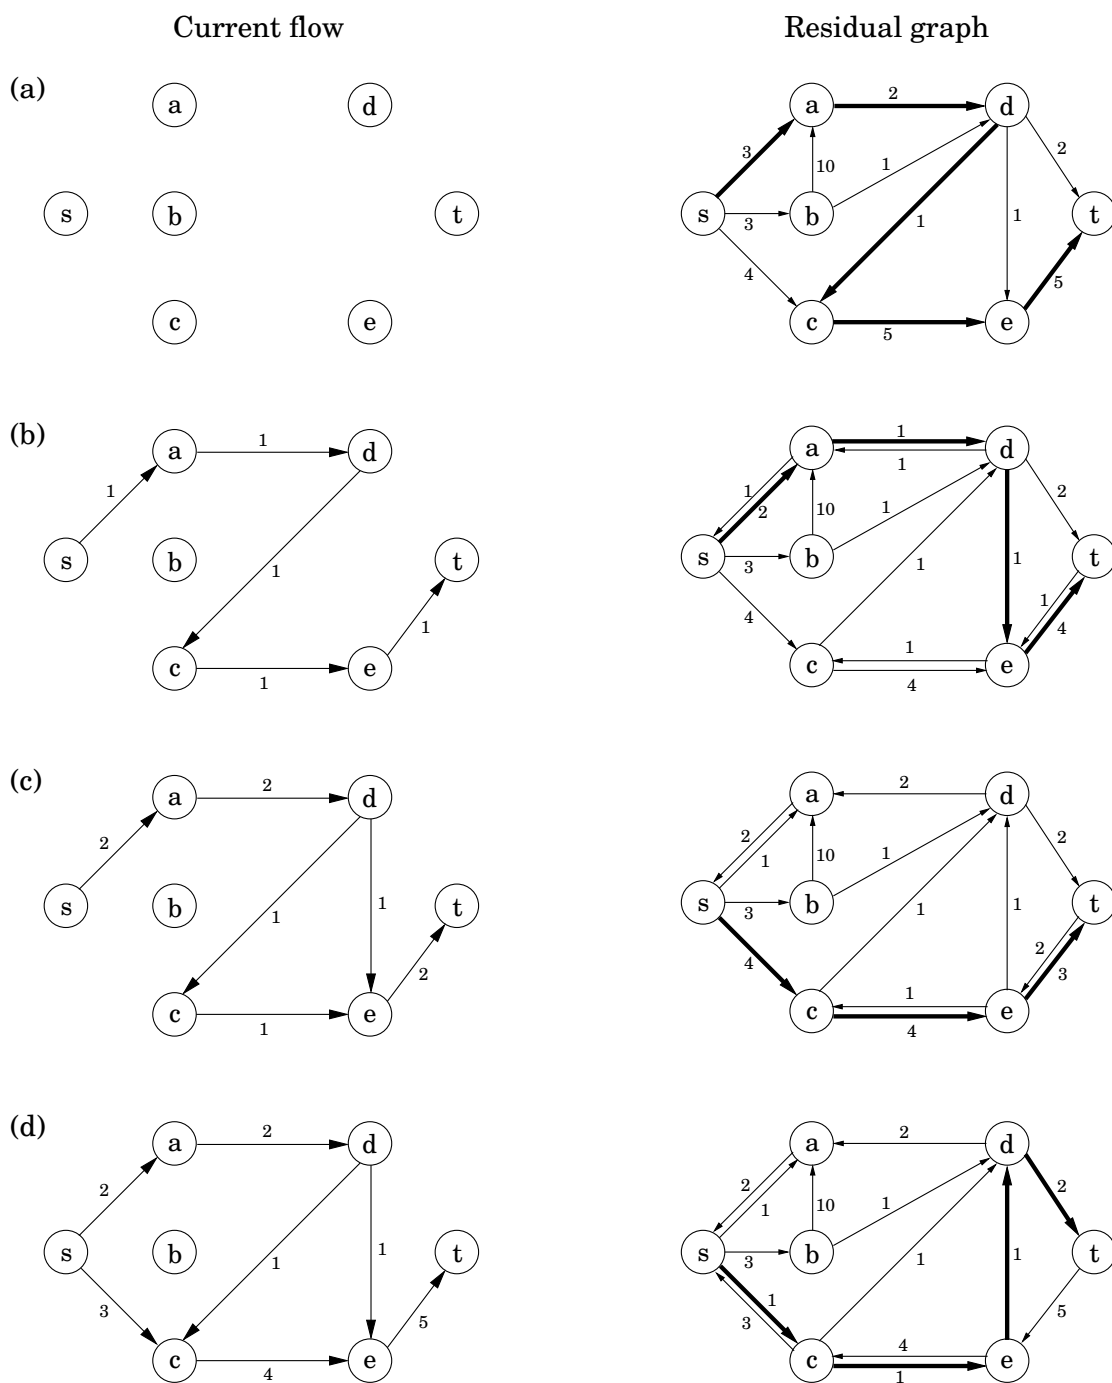 Current flow Residual graph
(a)
a d a 2 d
3 10 1 2
s b t s 3 b 1 1 t
4 5
c e c 5 e
(b)
a 1 d a 1 d
1
1 1 2 10 1 2
s b 1 t s 3 b 1 1 t
1 4 1 4
c 1 e c 1 e
4
(c)
a 2 d a 2 d
2 2 1 10 1 2
s b 1 1 t s 3 b 1 1 t
2 4 2 3
c 1 e c 1 e
4
(d)
a 2 d a 2 d
2 2 1 10 1 2
s b 1 1 t s 3 b 1 1 t
3 5 1 3 5
c 4 e c 4 e
1